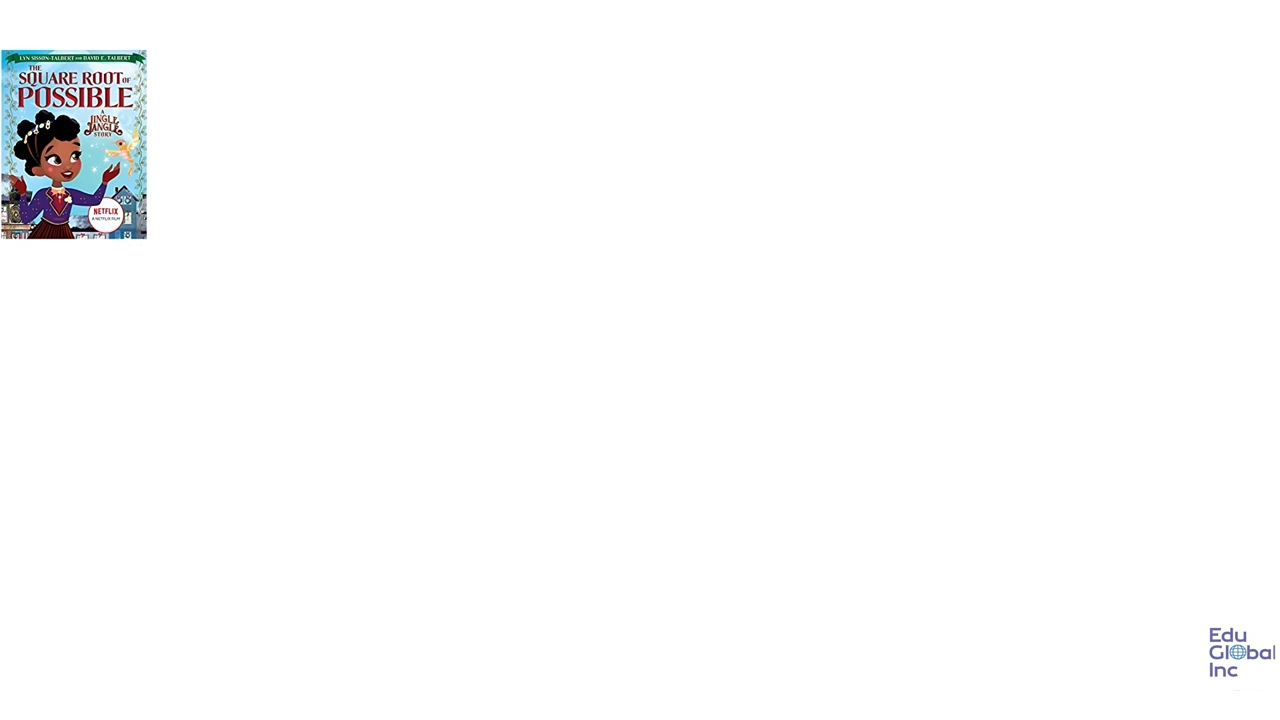 LYN SISSON-TALBERT AND DAVID E. TALBERT
THE
SQUARE ROOT OF
POSSIBLE
A
JINGLE
JANGLE
STORY
NETFLIX
A NETFLIX FILM
Edu
Global
Inc